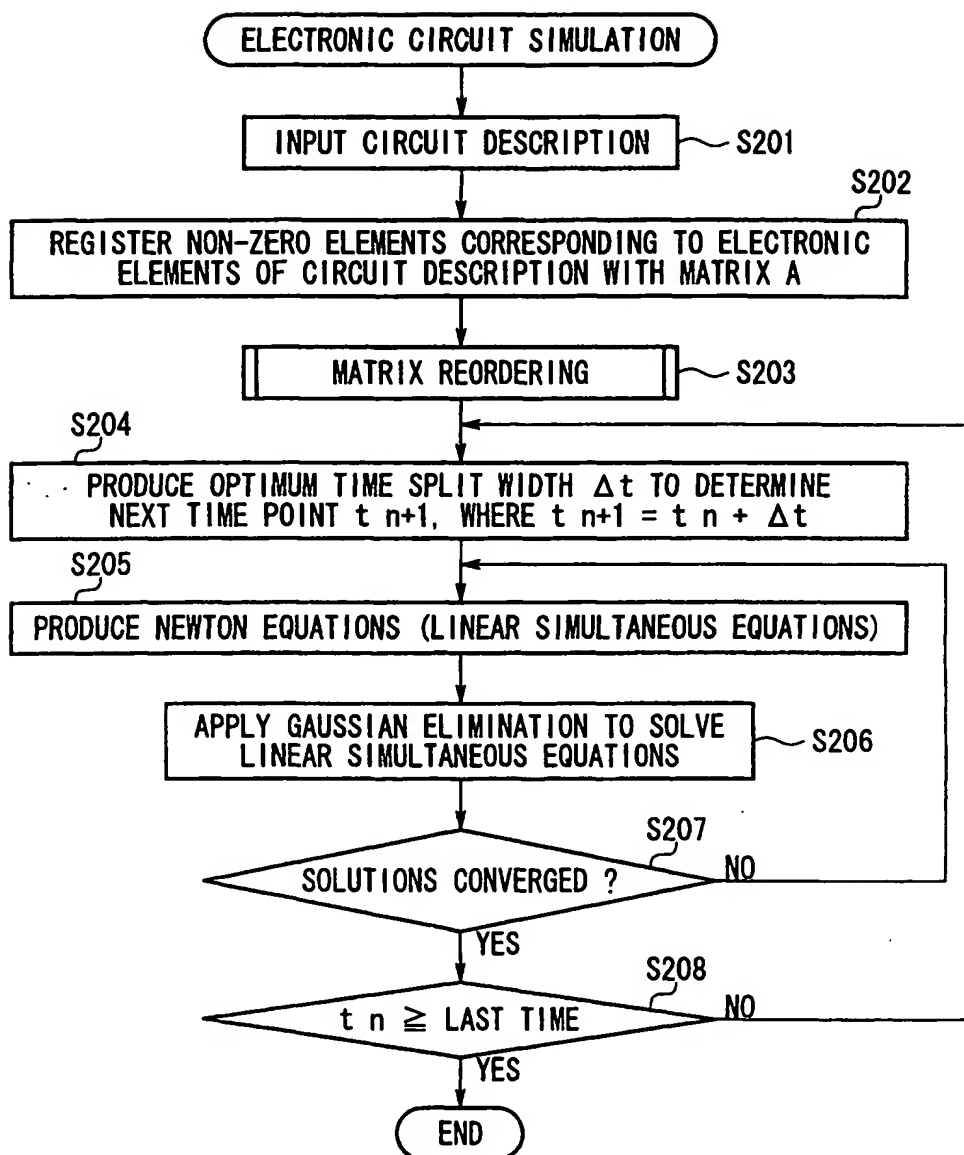 ELECTRONIC CIRCUIT SIMULATION
INPUT CIRCUIT DESCRIPTION
S201
S202
REGISTER NON-ZERO ELEMENTS CORRESPONDING TO ELECTRONIC
ELEMENTS OF CIRCUIT DESCRIPTION WITH MATRIX A
MATRIX REORDERING
S203
S204
PRODUCE OPTIMUM TIME SPLIT WIDTH Δt TO DETERMINE
NEXT TIME POINT t n+1, WHERE t n+1 = t n + Δt
S205
PRODUCE NEWTON EQUATIONS (LINEAR SIMULTANEOUS EQUATIONS)
APPLY GAUSSIAN ELIMINATION TO SOLVE
LINEAR SIMULTANEOUS EQUATIONS
S206
S207
SOLUTIONS CONVERGED ?
NO
YES
S208
t n ≧ LAST TIME
NO
YES
END